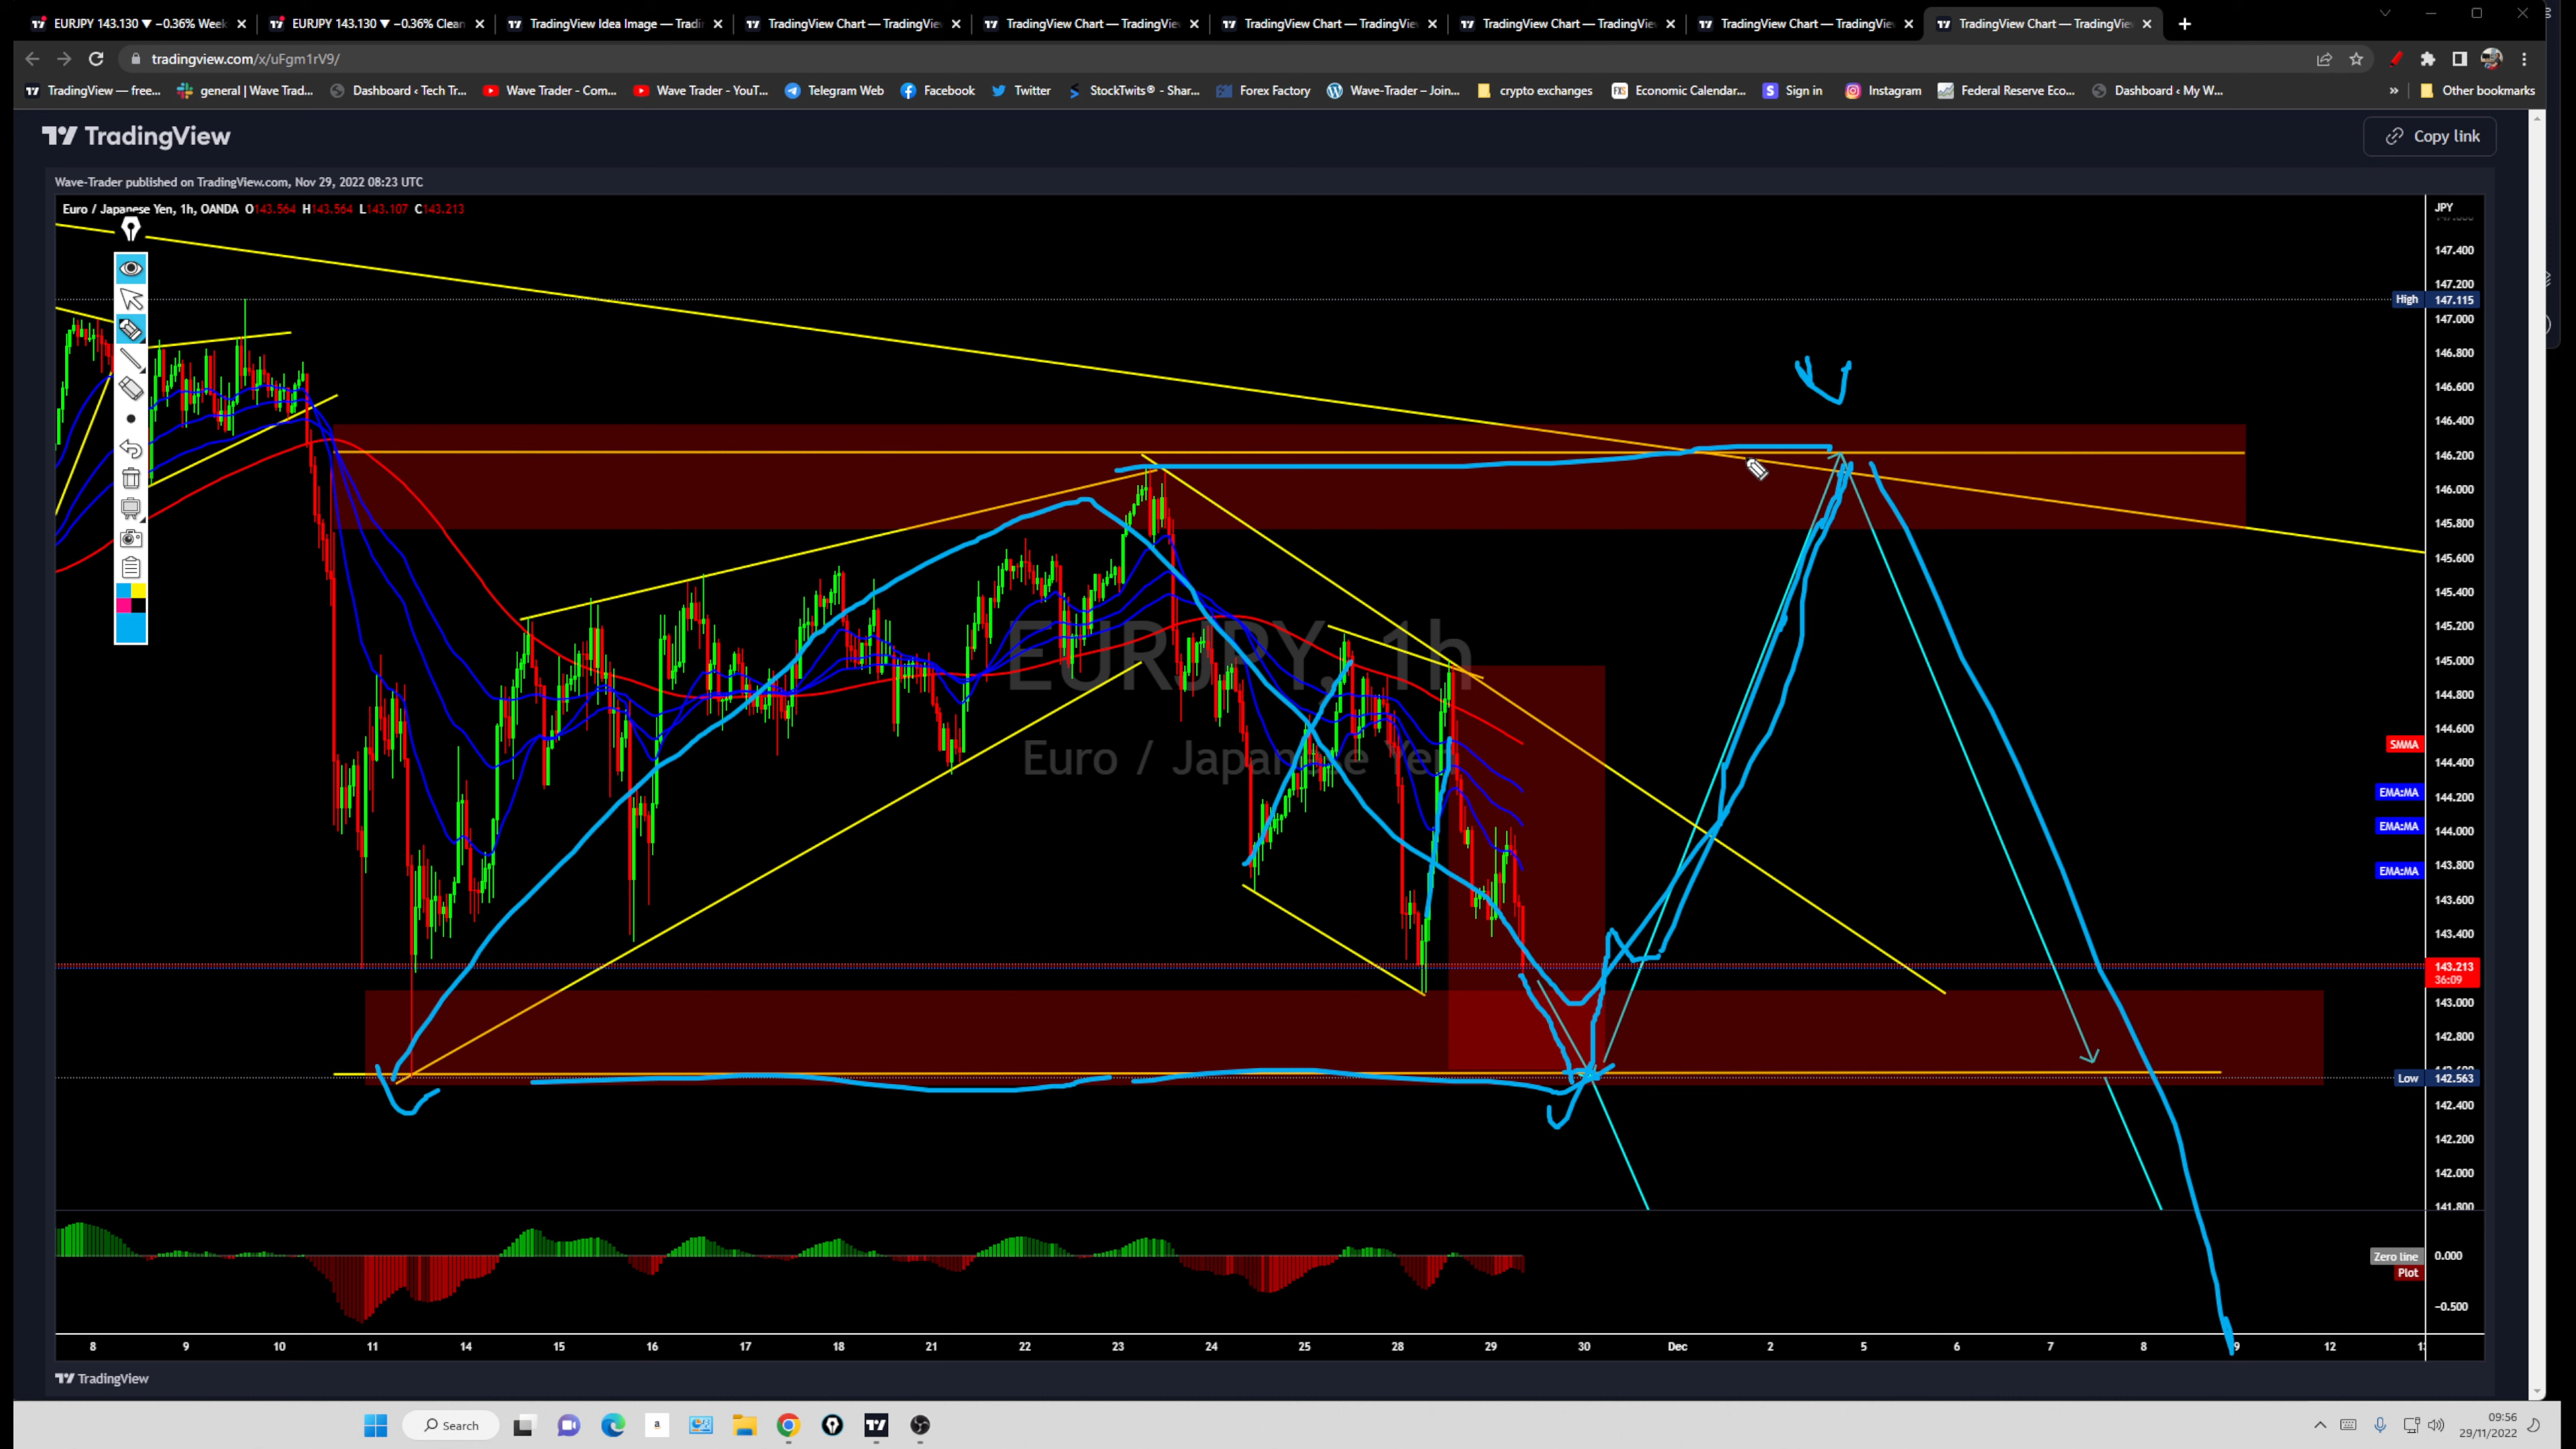 EURJPY 143.130 ▼ −0.36% Week
EURJPY 143.130 ▼ −0.36% Clean
TradingView Idea Image — Tradi
TradingView Chart — TradingVie
TradingView Chart — TradingVie
TradingView Chart — TradingVie
TradingView Chart — TradingVie
TradingView Chart — TradingVie
TradingView Chart — TradingVie
tradingview.com/x/uFgm1rV9/
TradingView — free...
general | Wave Trad...
Dashboard ‹ Tech Tr...
Wave Trader - Com...
Wave Trader - YouT...
Telegram Web
Facebook
Twitter
StockTwits® - Shar...
Forex Factory
Wave-Trader – Join...
crypto exchanges
Economic Calendar...
Sign in
Instagram
Federal Reserve Eco...
Dashboard ‹ My W...
»
Other bookmarks
TradingView
Copy link
Wave-Trader published on TradingView.com, Nov 29, 2022 08:23 UTC
Euro / Japanese Yen, 1h, OANDA O143.564 H143.564 L143.107 C143.213
JPY
147.400
147.200
High 147.115
147.000
146.800
146.600
146.400
146.200
146.000
145.800
145.600
145.400
145.200
145.000
144.800
144.600
SMMA
144.400
EMA:MA
144.200
EMA:MA
144.000
143.800
EMA:MA
143.600
143.400
143.213
36:09
143.000
142.800
Low 142.563
142.400
142.200
142.000
141.800
EURJPY, 1h
Euro / Japanese Yen
Zero line 0.000
Plot
−0.500
8 9 10 11 14 15 16 17 18 21 22 23 24 25 28 29 30 Dec 2 5 6 7 8 9 12
TradingView
Search
09:56
29/11/2022